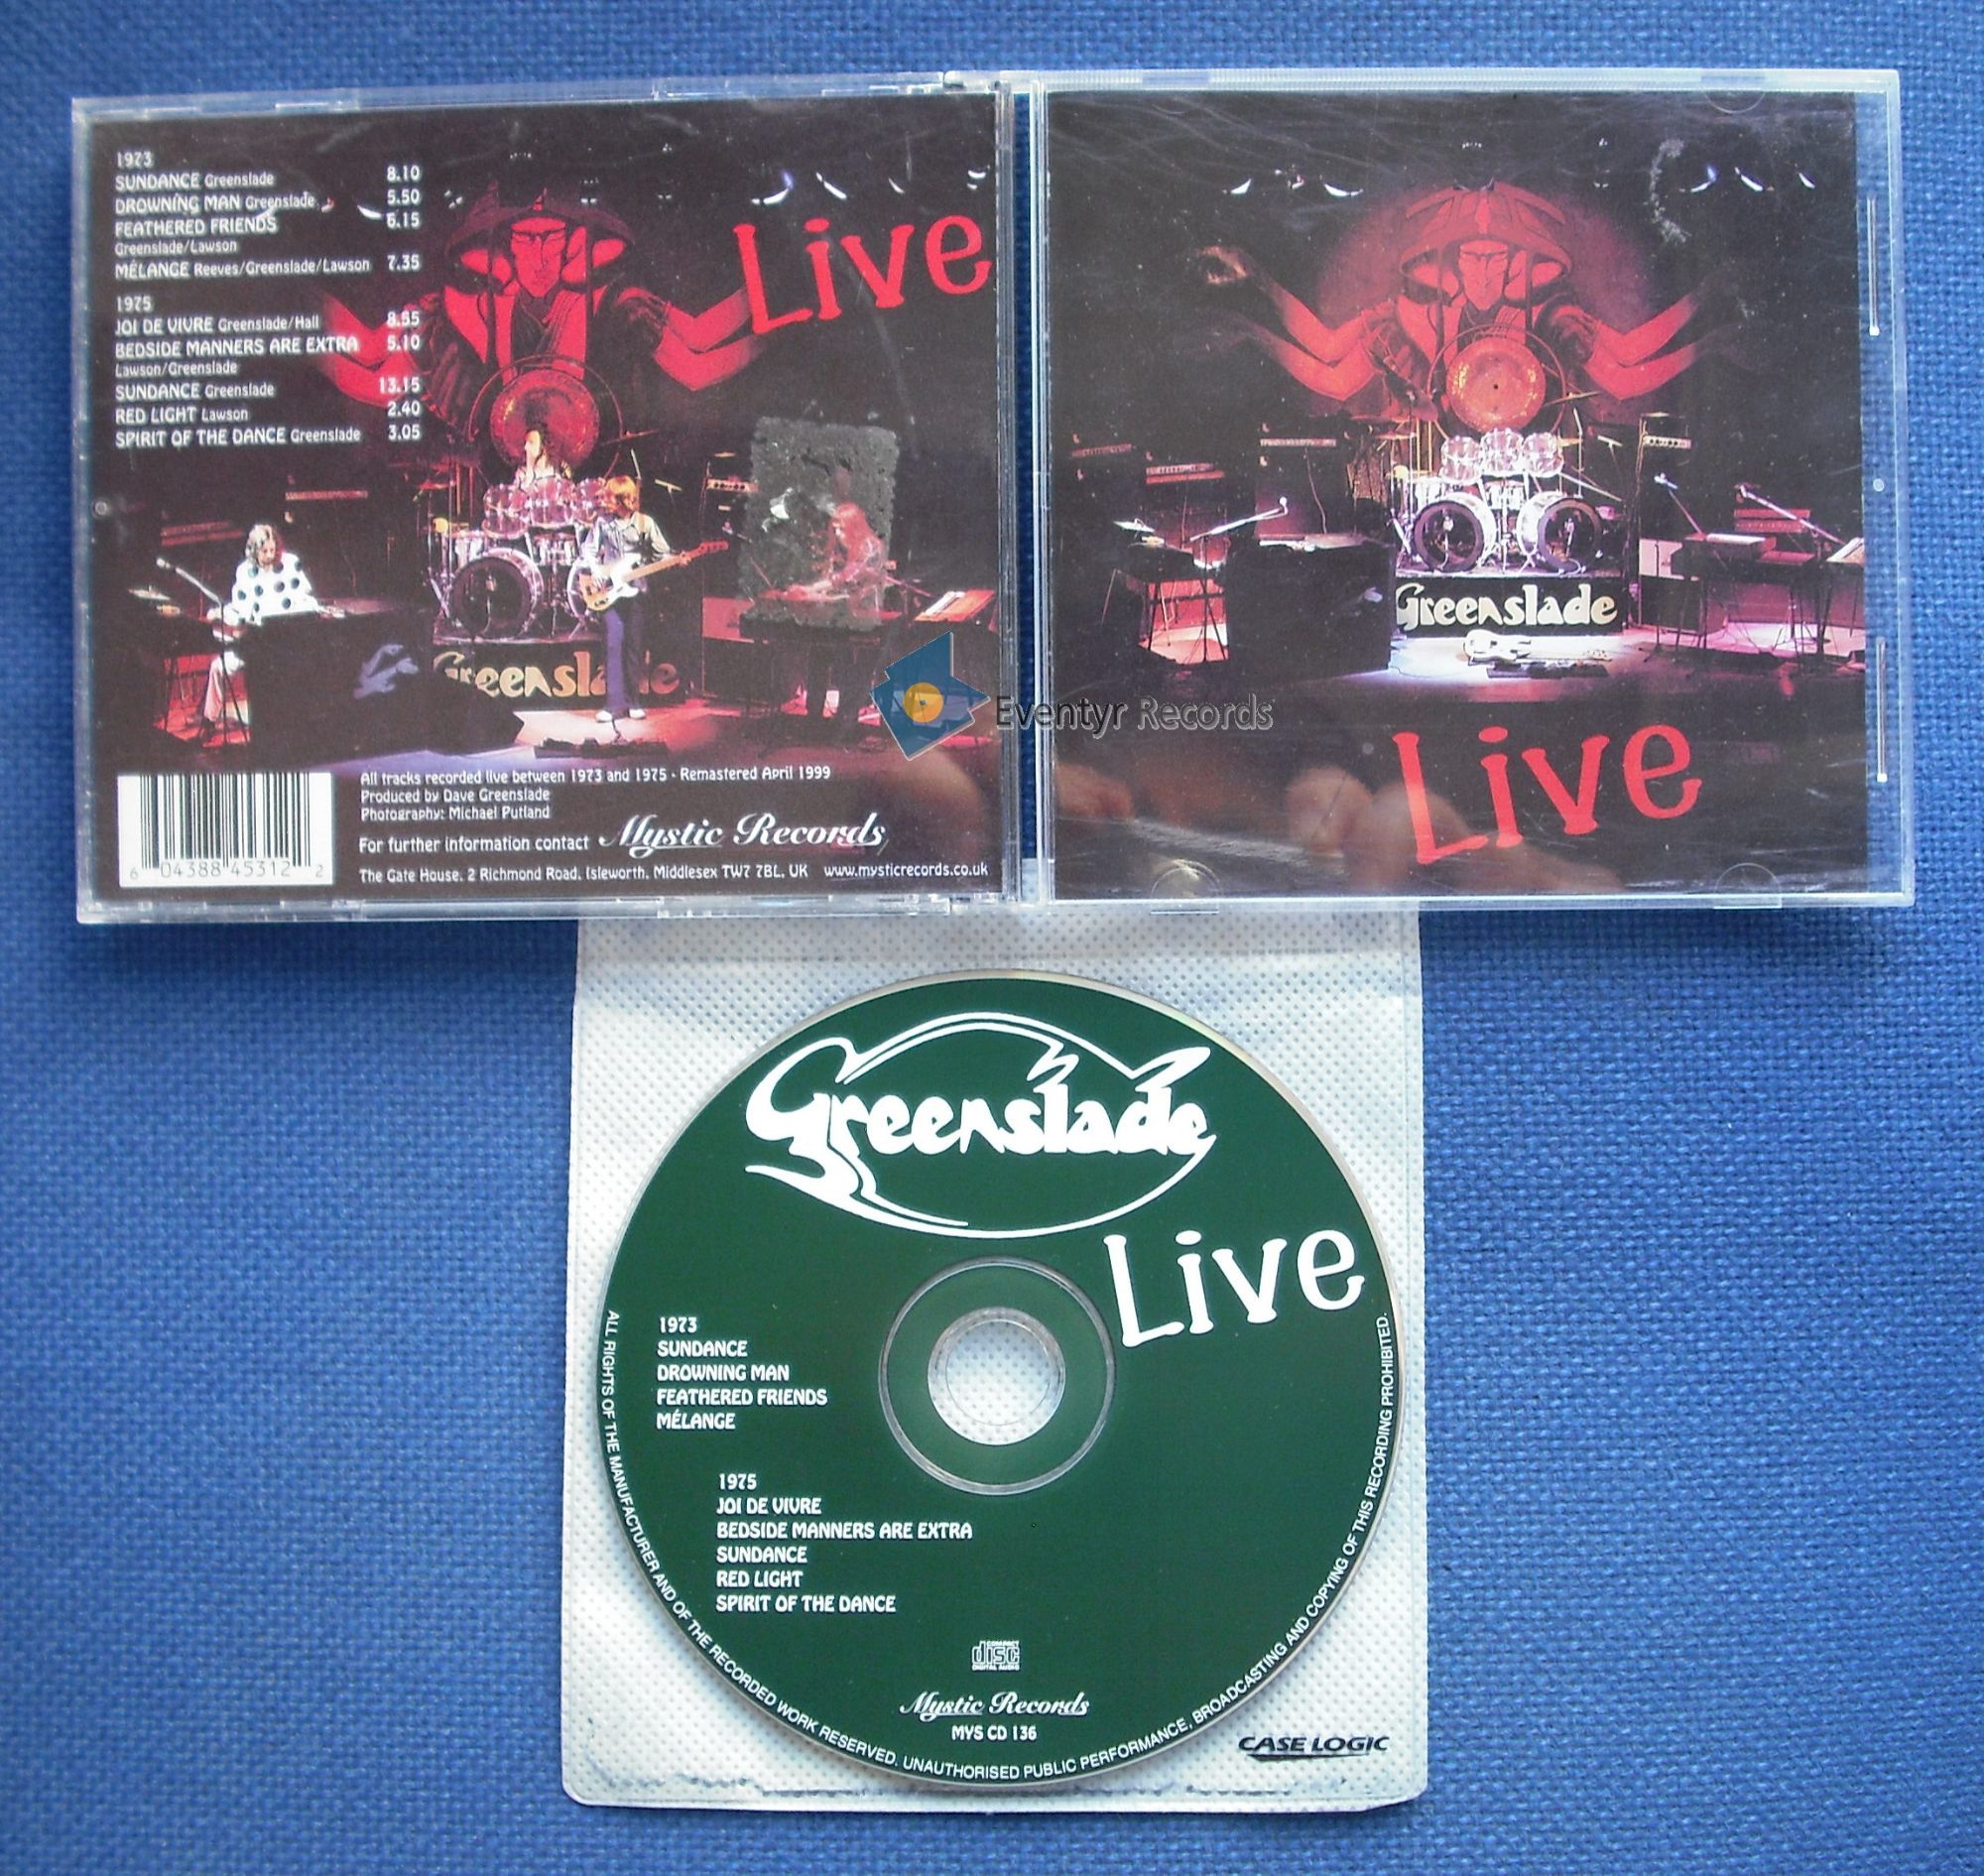 1973
SUNDANCE Greenslade 8.10
DROWNING MAN Greenslade 5.50
FEATHERED FRIENDS 6.15
Greenslade/Lawson
MÉLANGE Reeves/Greenslade/Lawson 7.35
1975
JOI DE VIVRE Greenslade/Hall 8.55
BEDSIDE MANNERS ARE EXTRA 5.10
Lawson/Greenslade
SUNDANCE Greenslade 13.15
RED LIGHT Lawson 2.40
SPIRIT OF THE DANCE Greenslade 3.05
Live
Greenslade
All tracks recorded live between 1973 and 1975 - Remastered April 1999
Produced by Dave Greenslade
Photography: Michael Putland
For further information contact Mystic Records
The Gate House, 2 Richmond Road, Isleworth, Middlesex TW7 7BL, UK www.mysticrecords.co.uk
6 04388 45312 2
Eventyr Records
Greenslade
Live
Greenslade
Live
1973
SUNDANCE
DROWNING MAN
FEATHERED FRIENDS
MÉLANGE
1975
JOI DE VIVRE
BEDSIDE MANNERS ARE EXTRA
SUNDANCE
RED LIGHT
SPIRIT OF THE DANCE
COMPACT
disc
DIGITAL AUDIO
Mystic Records
MYS CD 136
ALL RIGHTS OF THE MANUFACTURER AND OF THE RECORDED WORK RESERVED. UNAUTHORISED PUBLIC PERFORMANCE, BROADCASTING AND COPYING OF THIS RECORDING PROHIBITED.
CASE LOGIC